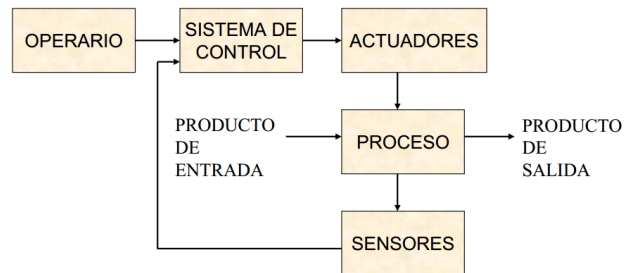 OPERARIO
SISTEMA DE
CONTROL
ACTUADORES
PRODUCTO
DE
ENTRADA
PROCESO
PRODUCTO
DE
SALIDA
SENSORES